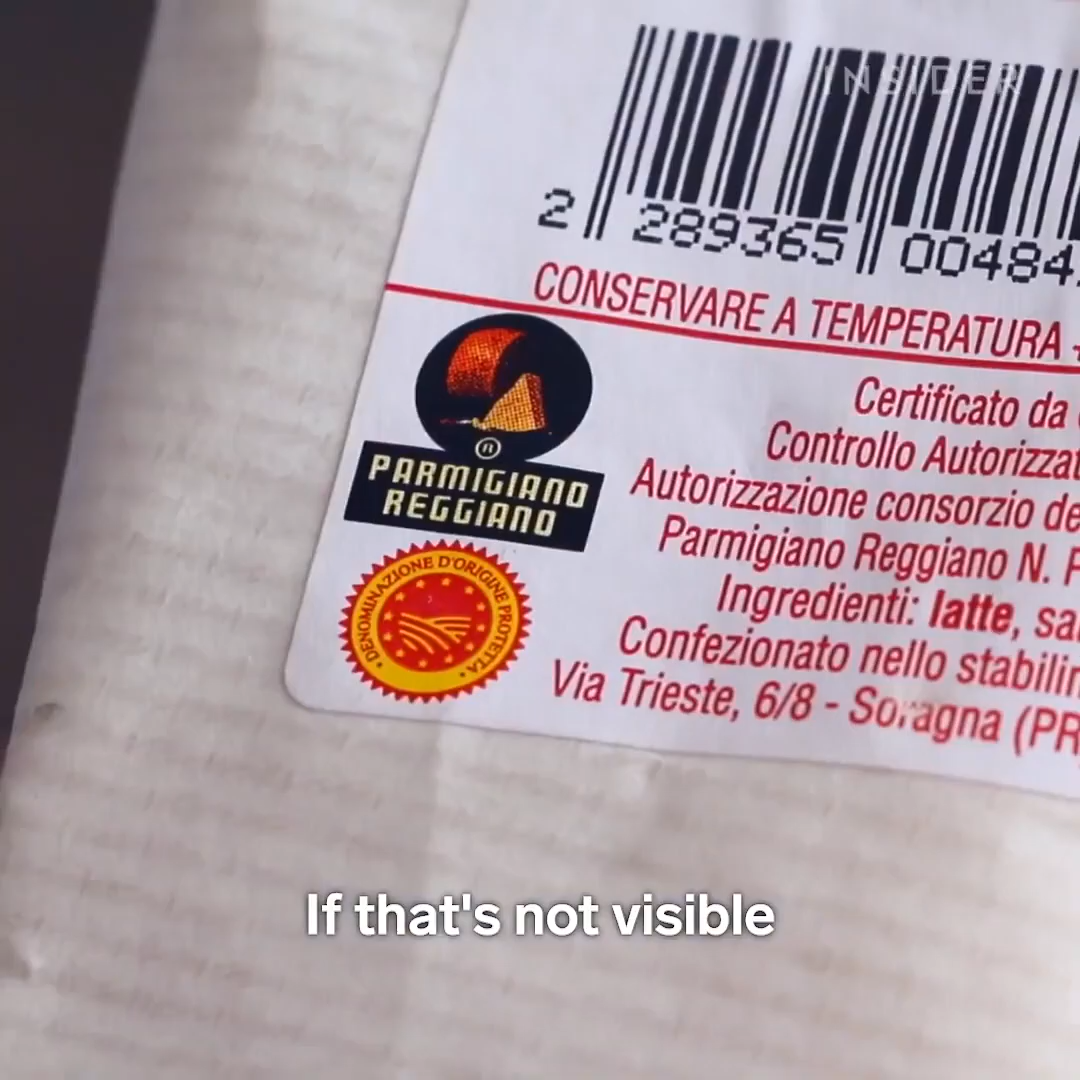 INSIDER
2 289365 00484
CONSERVARE A TEMPERATURA
Certificato da
Controllo Autorizzat
Autorizzazione consorzio de
Parmigiano Reggiano N. P
Ingredienti: latte, sa
Confezionato nello stabilim
Via Trieste, 6/8 - Soragna (PR
®
PARMIGIANO
REGGIANO
DENOMINAZIONE D'ORIGINE PROTETTA
If that's not visible